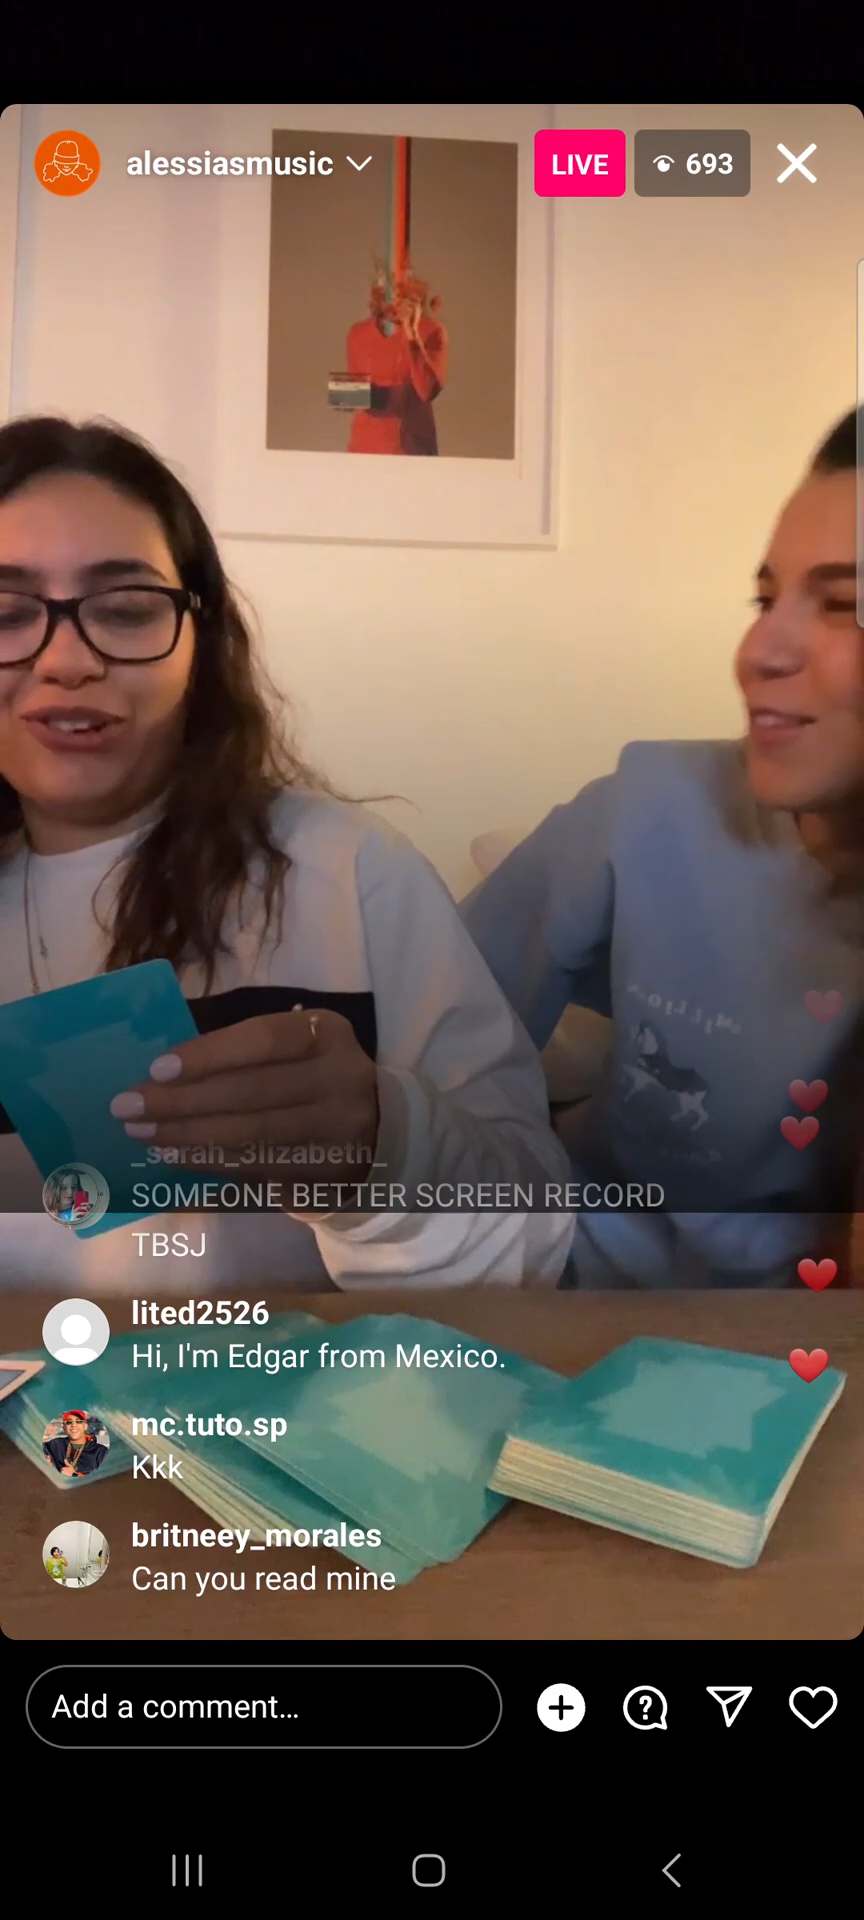 alessiasmusic
LIVE
693
_sarah_3lizabeth_
SOMEONE BETTER SCREEN RECORD
TBSJ
lited2526
Hi, I'm Edgar from Mexico.
mc.tuto.sp
Kkk
britneey_morales
Can you read mine
Add a comment...